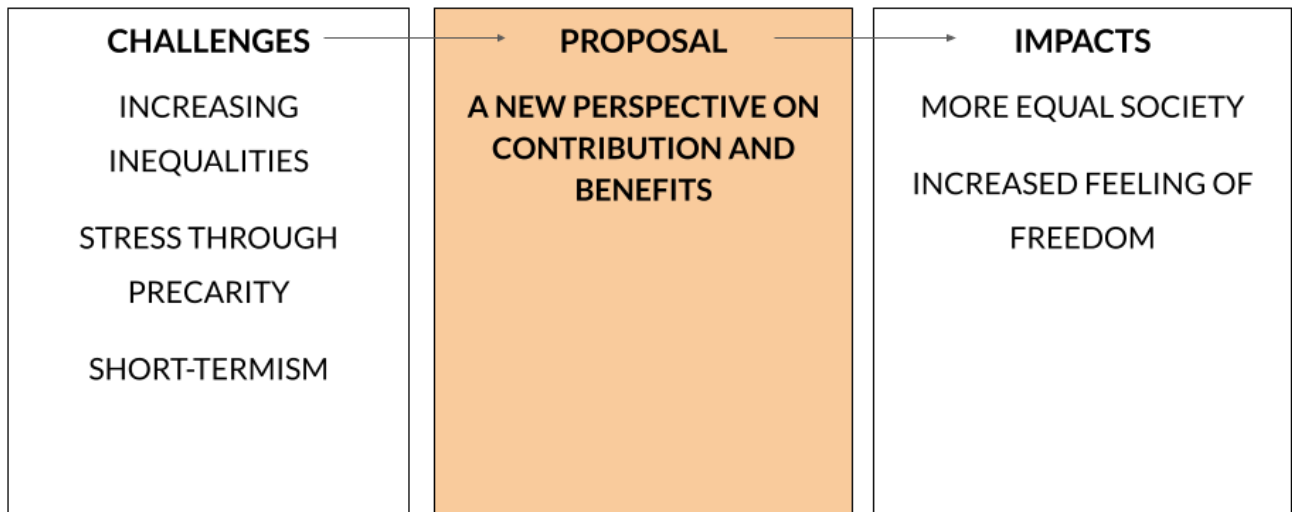 CHALLENGES
INCREASING
INEQUALITIES
STRESS THROUGH
PRECARITY
SHORT-TERMISM
PROPOSAL
A NEW PERSPECTIVE ON
CONTRIBUTION AND
BENEFITS
IMPACTS
MORE EQUAL SOCIETY
INCREASED FEELING OF
FREEDOM